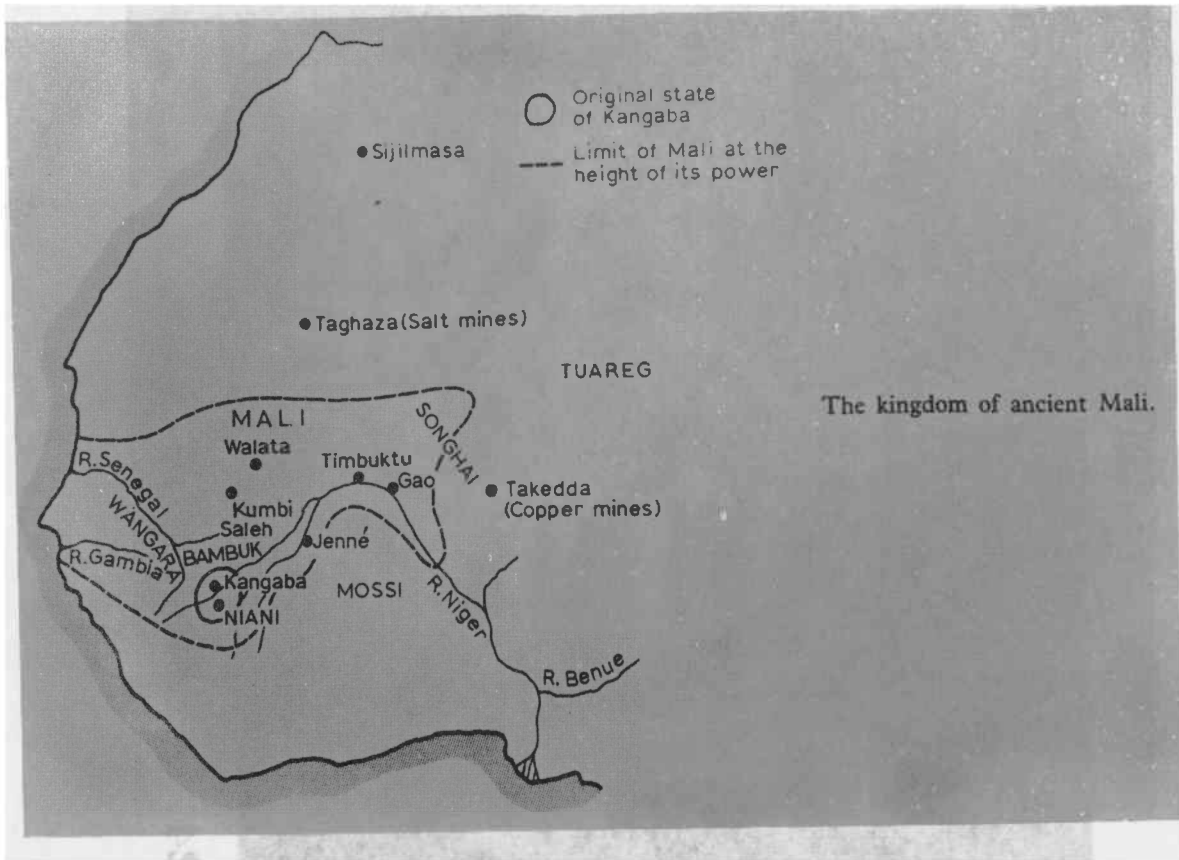 Original state
of Kangaba
Limit of Mali at the
height of its power
Sijilmasa
Taghaza (Salt mines)
TUAREG
The kingdom of ancient Mali.
MALI
SONGHAI
Walata
Timbuktu
Gao
Takedda
(Copper mines)
R. Senegal
Kumbi
Saleh
WANGARA
BAMBUK
Jenné
R. Gambia
Kangaba
MOSSI
R. Niger
NIANI
R. Benue